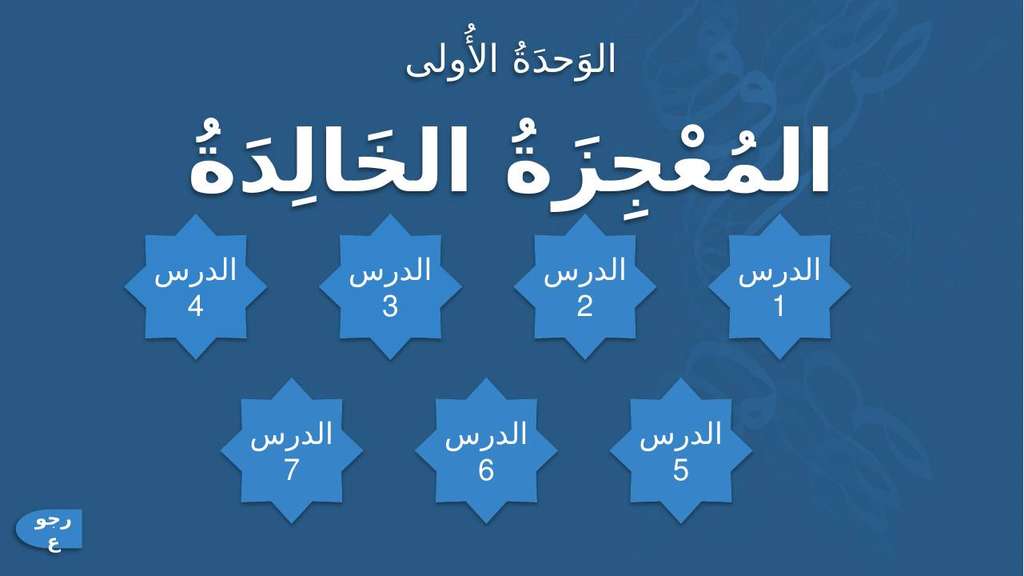 الوَحدَةُ الأُولى
المُعْجِزَةُ الخَالِدَةُ
الدرس
1
الدرس
2
الدرس
3
الدرس
4
الدرس
5
الدرس
6
الدرس
7
رجو
ع